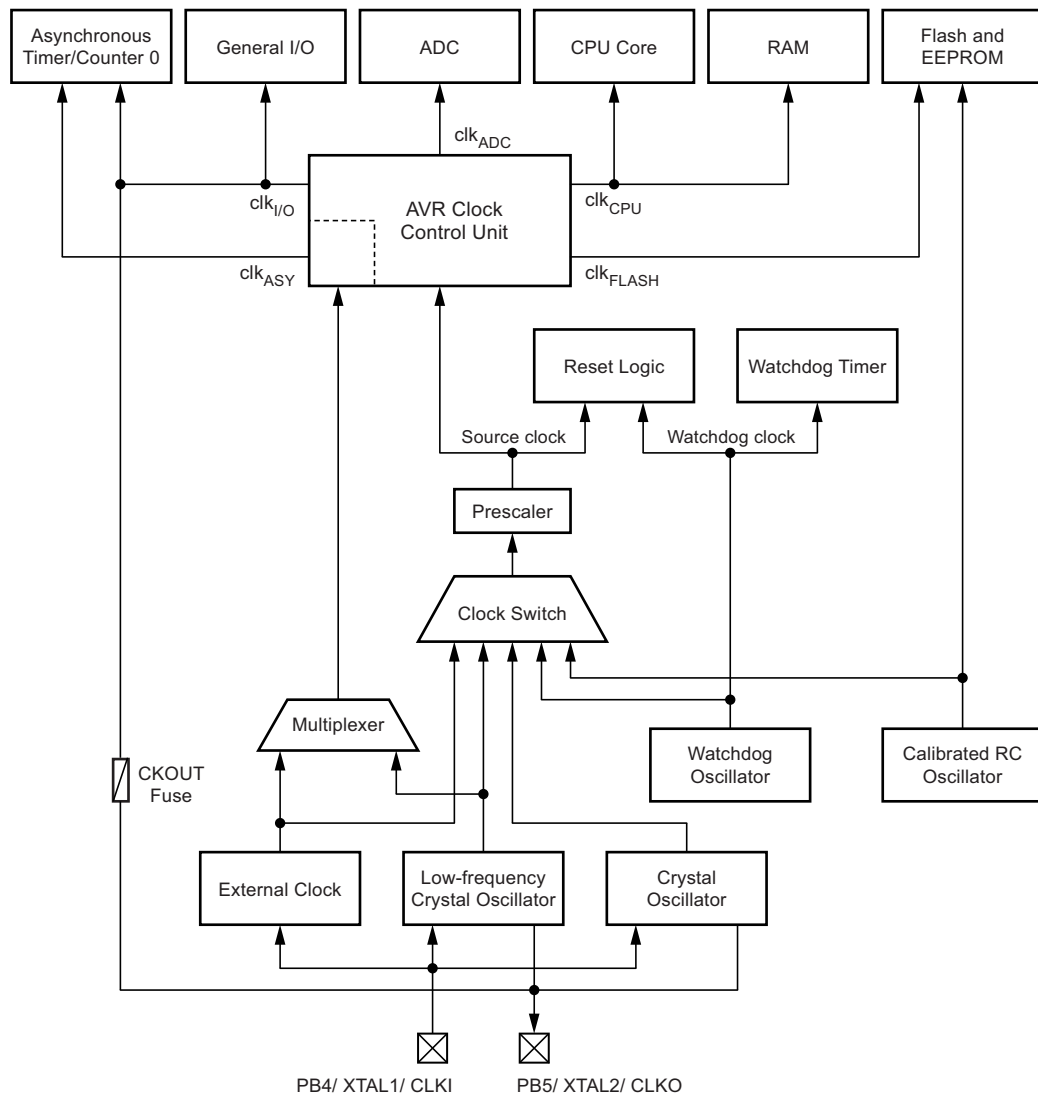 Asynchronous
Timer/Counter 0
General I/O
ADC
CPU Core
RAM
Flash and
EEPROM
clkADC
clkI/O
AVR Clock
Control Unit
clkCPU
clkASY
clkFLASH
Reset Logic
Watchdog Timer
Source clock
Watchdog clock
Prescaler
Clock Switch
Multiplexer
CKOUT
Fuse
Watchdog
Oscillator
Calibrated RC
Oscillator
External Clock
Low-frequency
Crystal Oscillator
Crystal
Oscillator
PB4/ XTAL1/ CLKI
PB5/ XTAL2/ CLKO